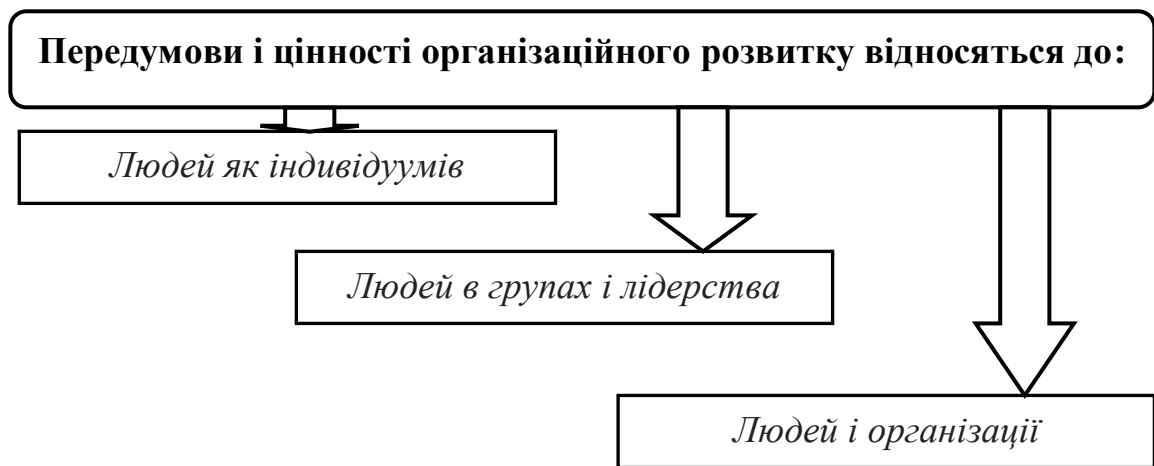 Передумови і цінності організаційного розвитку відносяться до:
Людей як індивідуумів
Людей в групах і лідерства
Людей і організації